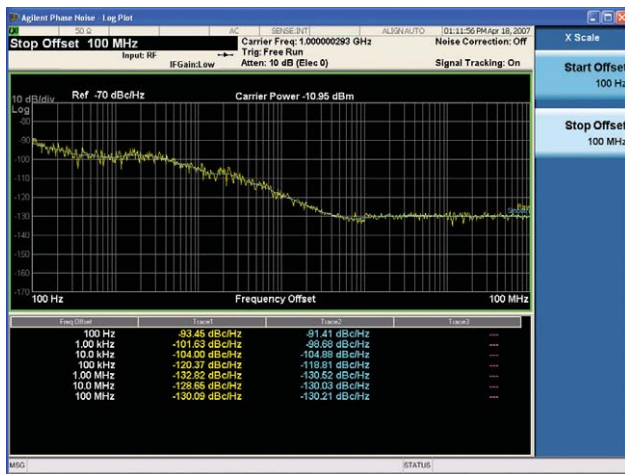 Agilent Phase Noise - Log Plot
50 Ω AC SENSE:INT ALIGN AUTO 01:11:56 PM Apr 18, 2007
Stop Offset 100 MHz
Carrier Freq: 1.000000293 GHz
Noise Correction: Off
Input: RF
Trig: Free Run
IFGain:Low
Atten: 10 dB (Elec 0)
Signal Tracking: On
X Scale
Start Offset
100 Hz
Stop Offset
100 MHz
10 dB/div
Log
Ref -70 dBc/Hz
Carrier Power -10.95 dBm
-80
-90
-100
-110
-120
-130
-140
-150
-160
-170
Smooth
100 Hz
Frequency Offset
100 MHz
Freq Offset Trace1 Trace2 Trace3
100 Hz -93.45 dBc/Hz -91.41 dBc/Hz ---
1.00 kHz -101.63 dBc/Hz -98.68 dBc/Hz ---
10.0 kHz -104.00 dBc/Hz -104.88 dBc/Hz ---
100 kHz -120.37 dBc/Hz -118.81 dBc/Hz ---
1.00 MHz -132.82 dBc/Hz -130.52 dBc/Hz ---
10.0 MHz -128.65 dBc/Hz -130.03 dBc/Hz ---
100 MHz -130.09 dBc/Hz -130.21 dBc/Hz ---
MSG
STATUS